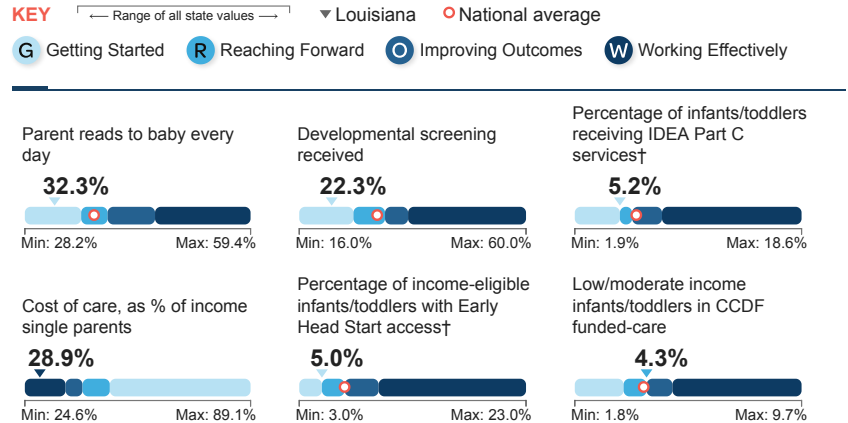 KEY
Range of all state values
Louisiana
National average
G Getting Started
R Reaching Forward
O Improving Outcomes
W Working Effectively
Parent reads to baby every
day
32.3%
Min: 28.2%
Max: 59.4%
Developmental screening
received
22.3%
Min: 16.0%
Max: 60.0%
Percentage of infants/toddlers
receiving IDEA Part C
services†
5.2%
Min: 1.9%
Max: 18.6%
Cost of care, as % of income
single parents
28.9%
Min: 24.6%
Max: 89.1%
Percentage of income-eligible
infants/toddlers with Early
Head Start access†
5.0%
Min: 3.0%
Max: 23.0%
Low/moderate income
infants/toddlers in CCDF
funded-care
4.3%
Min: 1.8%
Max: 9.7%